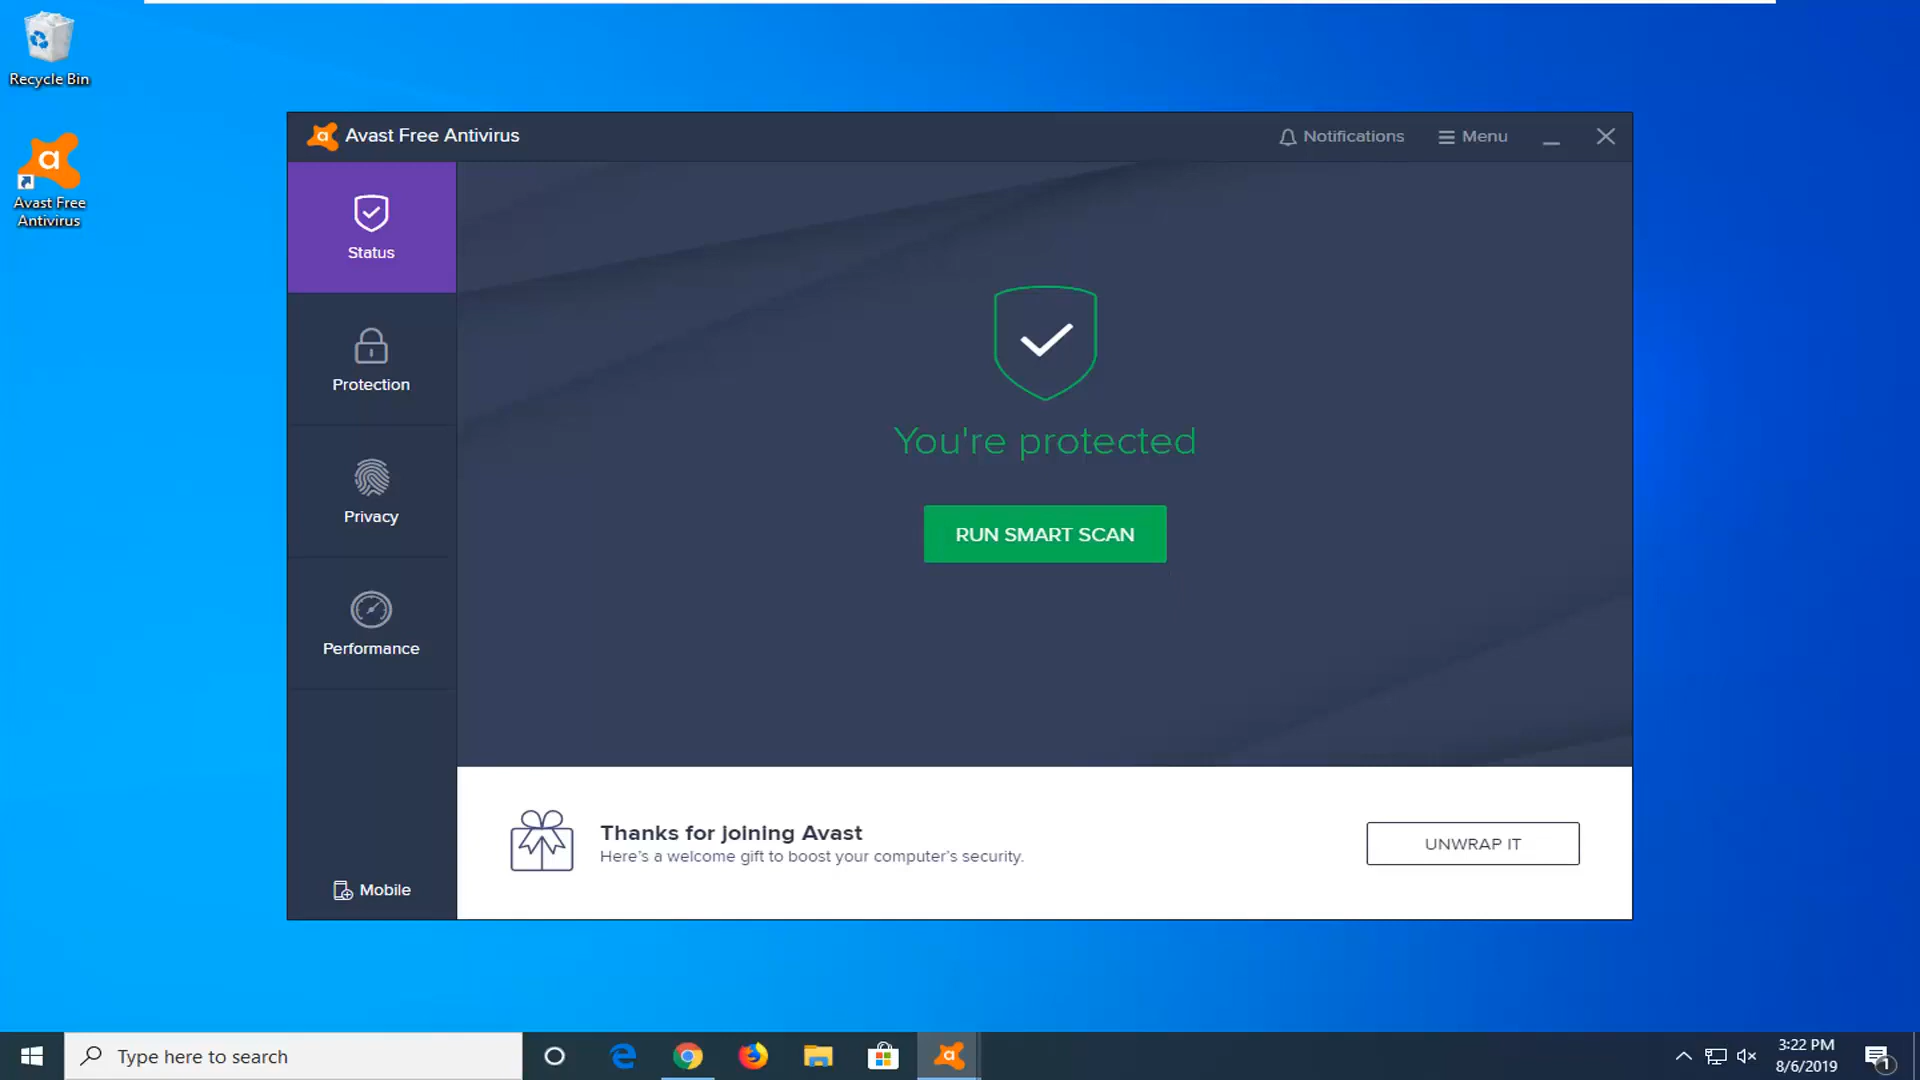 Recycle Bin
Avast Free
Antivirus
Avast Free Antivirus
Notifications
Menu
Status
Protection
Privacy
Performance
Mobile
You're protected
RUN SMART SCAN
Thanks for joining Avast
Here's a welcome gift to boost your computer's security.
UNWRAP IT
Type here to search
3:22 PM
8/6/2019
1